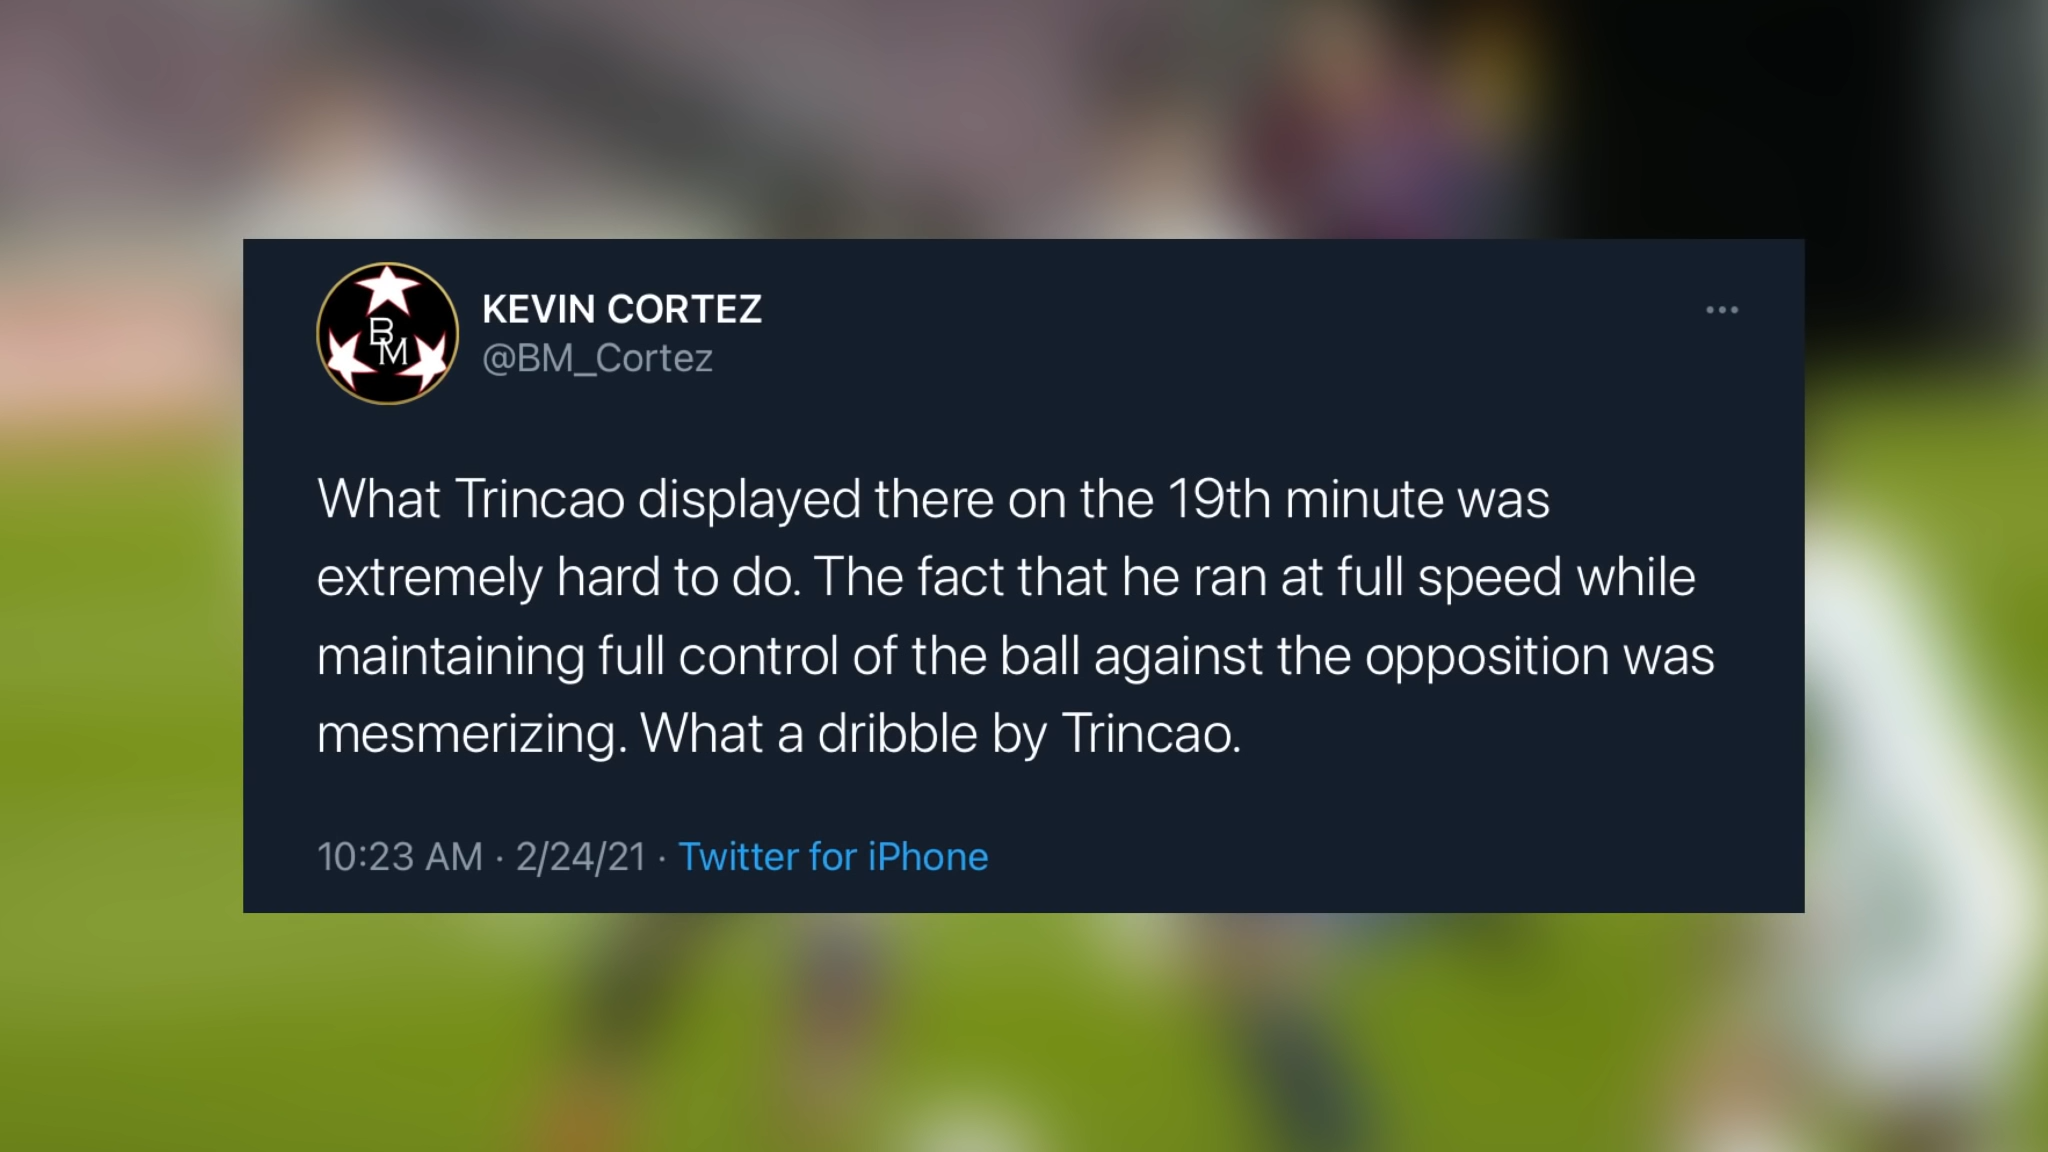 BM
KEVIN CORTEZ
@BM_Cortez
What Trincao displayed there on the 19th minute was
extremely hard to do. The fact that he ran at full speed while
maintaining full control of the ball against the opposition was
mesmerizing. What a dribble by Trincao.
10:23 AM · 2/24/21 · Twitter for iPhone